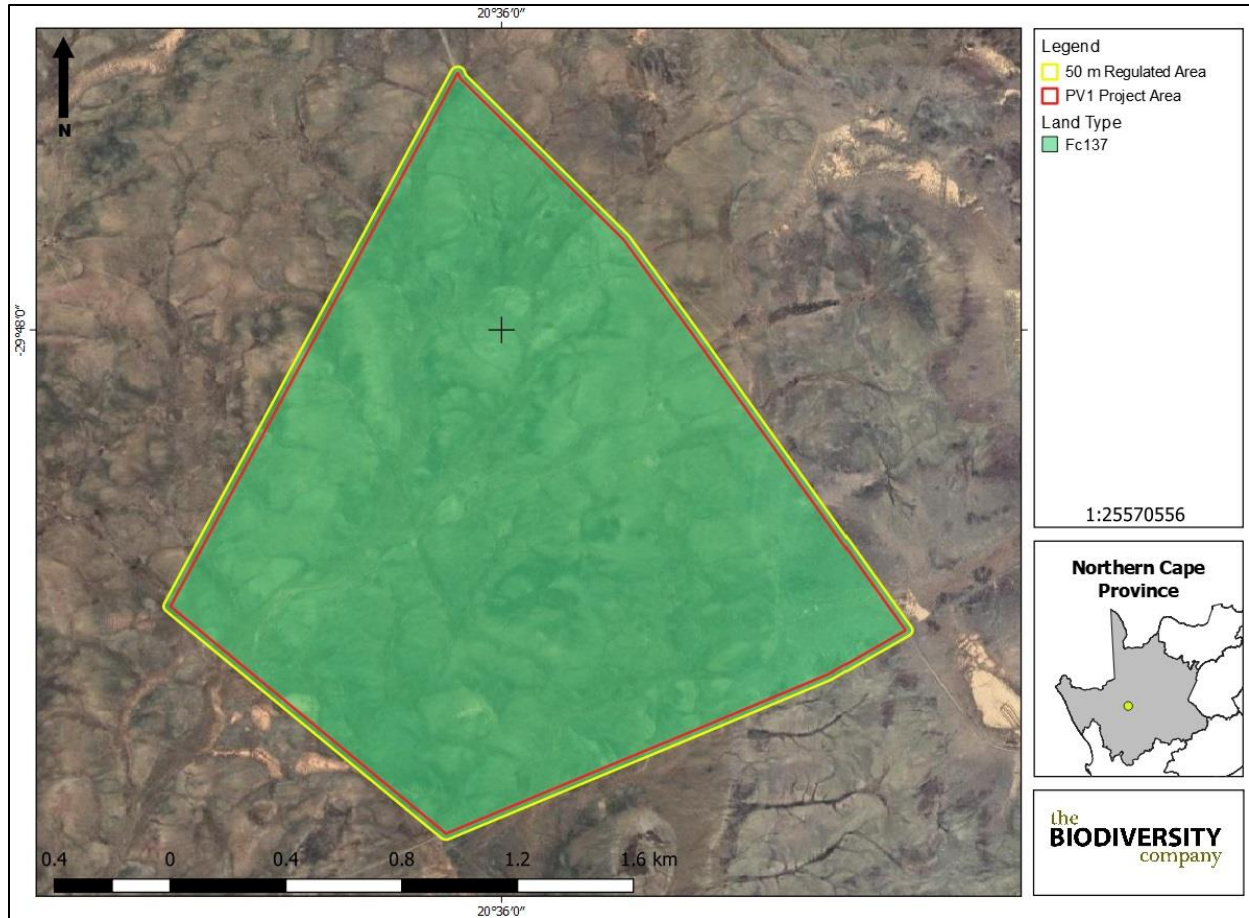 20°36'0"
N
-29°48'0"
0.4 0 0.4 0.8 1.2 1.6 km
20°36'0"
Legend
50 m Regulated Area
PV1 Project Area
Land Type
Fc137
1:25570556
Northern Cape
Province
the
BIODIVERSITY
company